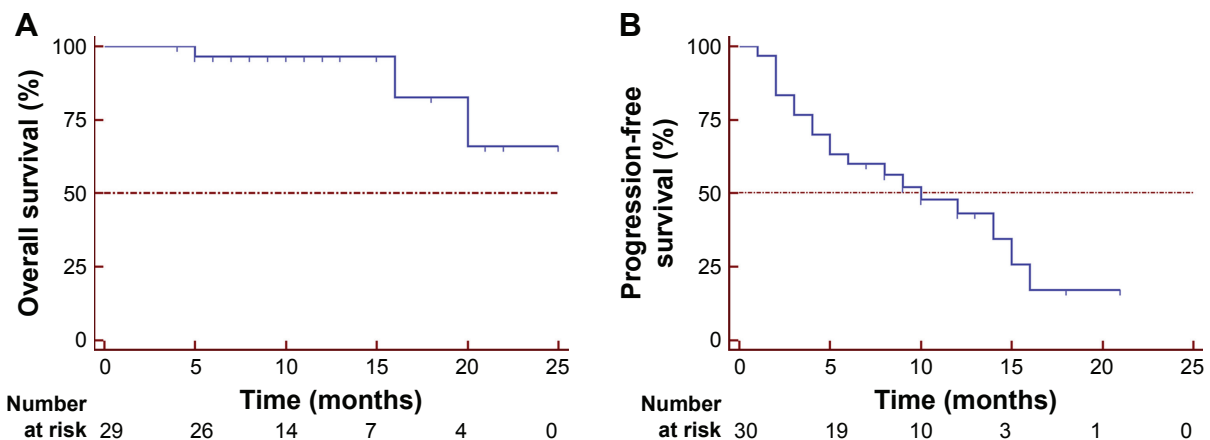 A
Overall survival (%)
100
75
50
25
0
0 5 10 15 20 25
Time (months)
Number
at risk 29 26 14 7 4 0
B
Progression-free
survival (%)
100
75
50
25
0
0 5 10 15 20 25
Time (months)
Number
at risk 30 19 10 3 1 0